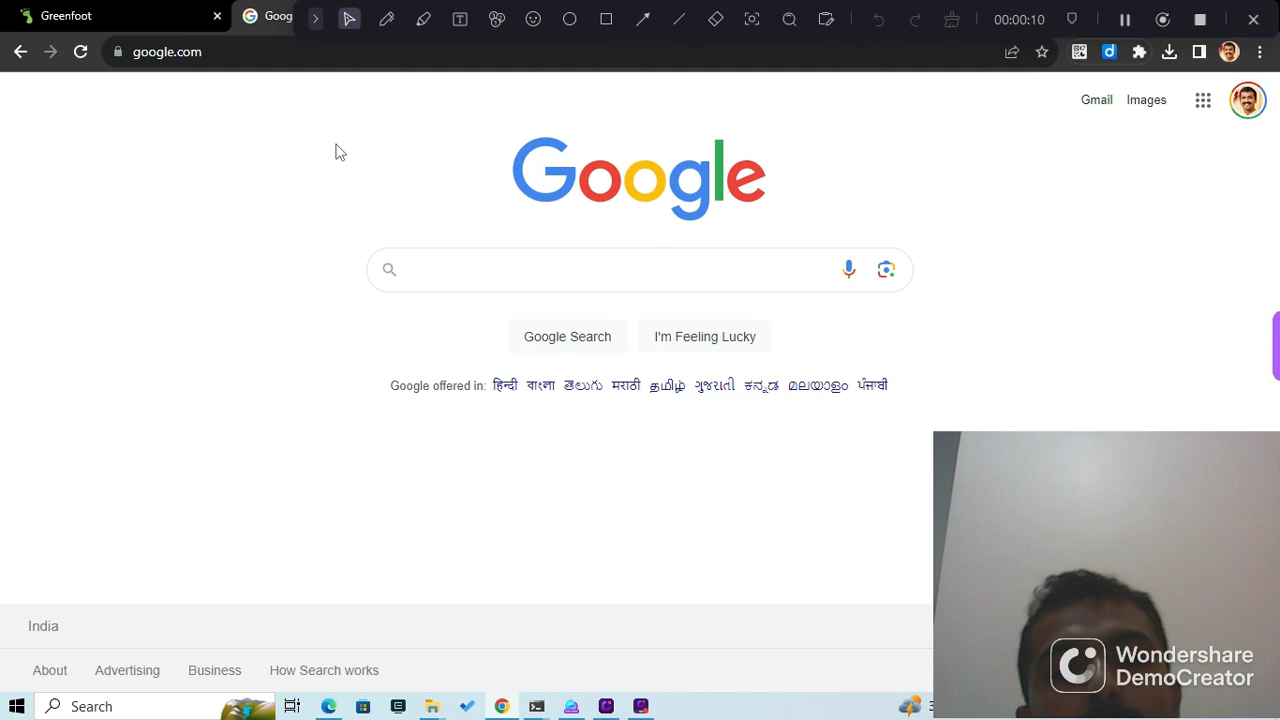 Greenfoot
Goog
00:00:10
google.com
Gmail
Images
Google
Google Search
I'm Feeling Lucky
Google offered in: हिन्दी বাংলা తెలుగు मराठी தமிழ் ગુજરાતી ಕನ್ನಡ മലയാളം ਪੰਜਾਬੀ
India
About
Advertising
Business
How Search works
Wondershare
DemoCreator
Search